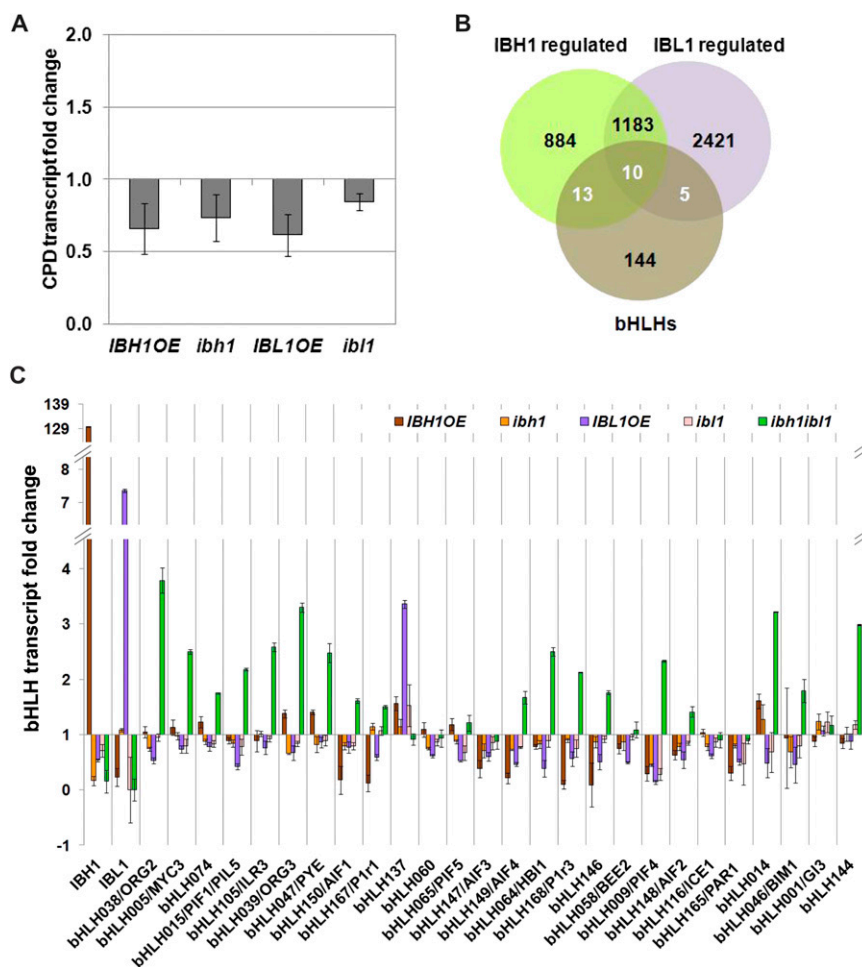 A
CPD transcript fold change
2.0
1.5
1.0
0.5
0.0
IBH1OE
ibh1
IBL1OE
ibl1
B
IBH1 regulated
IBL1 regulated
884
1183
2421
10
13
5
144
bHLHs
C
bHLH transcript fold change
139
129
8
7
4
3
2
1
0
-1
IBH1OE
ibh1
IBL1OE
ibl1
ibh1ibl1
IBH1
IBL1
bHLH038/ORG2
bHLH005/MYC3
bHLH074
bHLH015/PIF1/PIL5
bHLH105/ILR3
bHLH039/ORG3
bHLH047/PYE
bHLH150/AIF1
bHLH167/P1r1
bHLH137
bHLH060
bHLH065/PIF5
bHLH147/AIF3
bHLH149/AIF4
bHLH064/HBI1
bHLH168/P1r3
bHLH146
bHLH058/BEE2
bHLH009/PIF4
bHLH148/AIF2
bHLH116/ICE1
bHLH165/PAR1
bHLH014
bHLH046/BIM1
bHLH001/Gl3
bHLH144